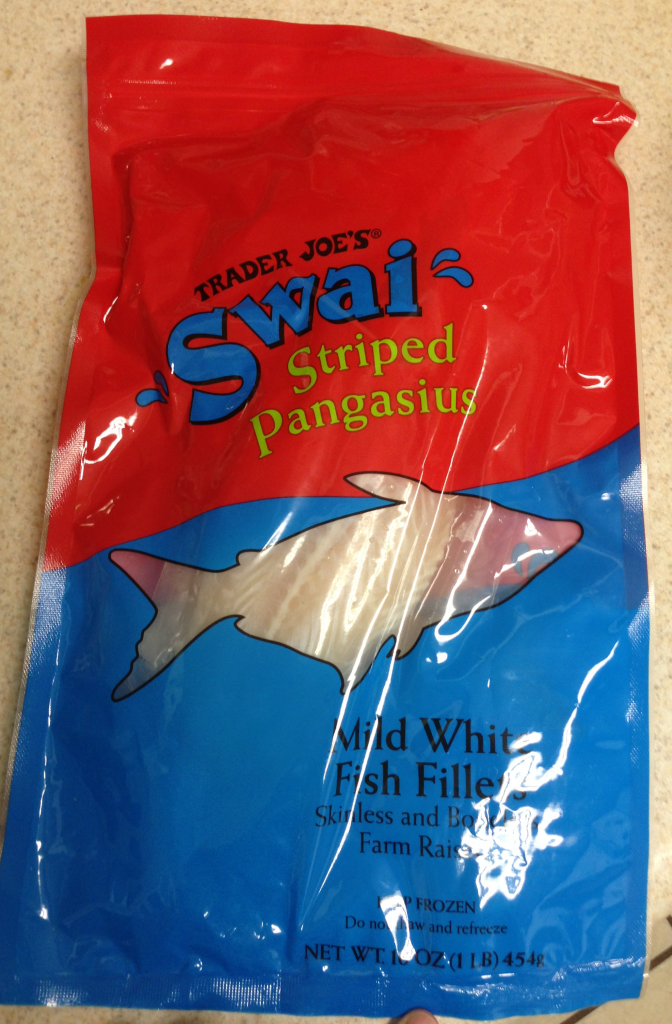 TRADER JOE'S®
Swai
Striped
Pangasius
Mild White
Fish Fillets
Skinless and Boneless
Farm Raised
KEEP FROZEN
Do not thaw and refreeze
NET WT. 16 OZ (1 LB) 454g